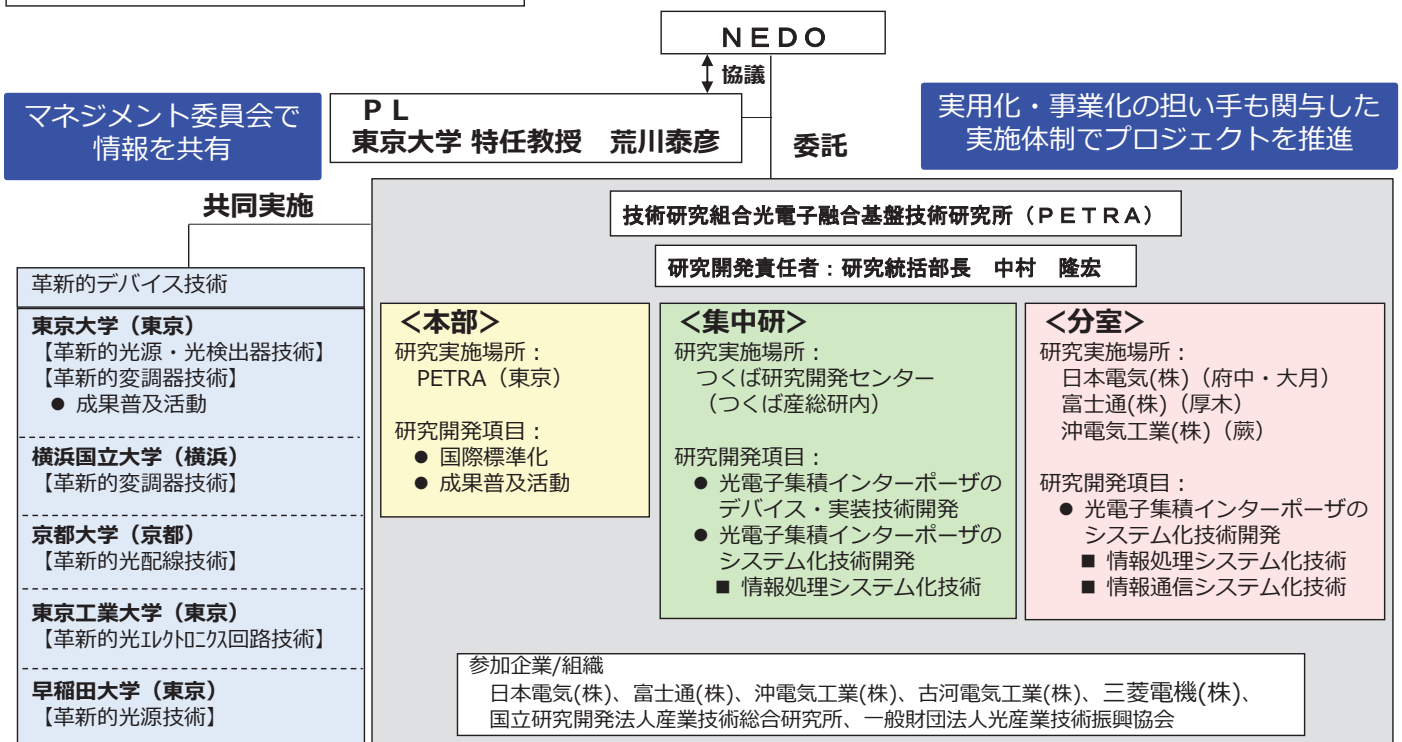 NEDO
協議
マネジメント委員会で
情報を共有
PL
東京大学 特任教授 荒川泰彦
委託
実用化・事業化の担い手も関与した
実施体制でプロジェクトを推進
共同実施
技術研究組合光電子融合基盤技術研究所（PETRA）
研究開発責任者：研究統括部長 中村 隆宏
革新的デバイス技術
東京大学（東京）
【革新的光源・光検出器技術】
【革新的変調器技術】
● 成果普及活動
横浜国立大学（横浜）
【革新的変調器技術】
京都大学（京都）
【革新的光配線技術】
東京工業大学（東京）
【革新的光ｴﾚｸﾄﾛﾆｸｽ回路技術】
早稲田大学（東京）
【革新的光源技術】
＜本部＞
研究実施場所：
PETRA（東京）
研究開発項目：
● 国際標準化
● 成果普及活動
＜集中研＞
研究実施場所：
つくば研究開発センター
（つくば産総研内）
研究開発項目：
● 光電子集積インターポーザの
デバイス・実装技術開発
● 光電子集積インターポーザの
システム化技術開発
■ 情報処理システム化技術
＜分室＞
研究実施場所：
日本電気(株)（府中・大月）
富士通(株)（厚木）
沖電気工業(株)（蕨）
研究開発項目：
● 光電子集積インターポーザの
システム化技術開発
■ 情報処理システム化技術
■ 情報通信システム化技術
参加企業/組織
日本電気(株)、富士通(株)、沖電気工業(株)、古河電気工業(株)、三菱電機(株)、
国立研究開発法人産業技術総合研究所、一般財団法人光産業技術振興協会